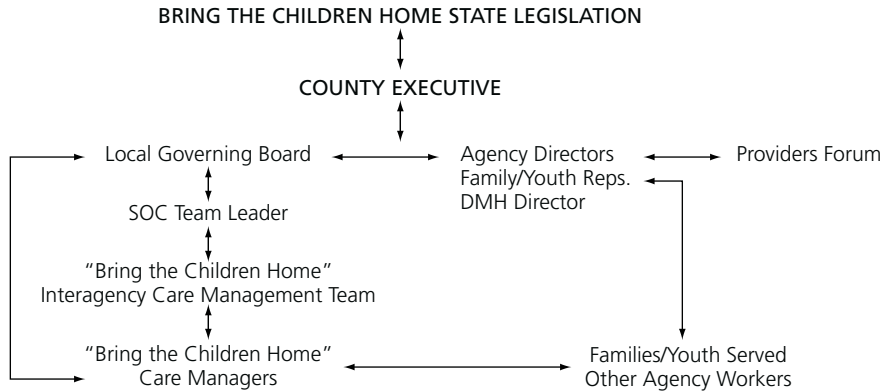 BRING THE CHILDREN HOME STATE LEGISLATION
COUNTY EXECUTIVE
Local Governing Board
Agency Directors
Family/Youth Reps.
DMH Director
Providers Forum
SOC Team Leader
“Bring the Children Home”
Interagency Care Management Team
“Bring the Children Home”
Care Managers
Families/Youth Served
Other Agency Workers